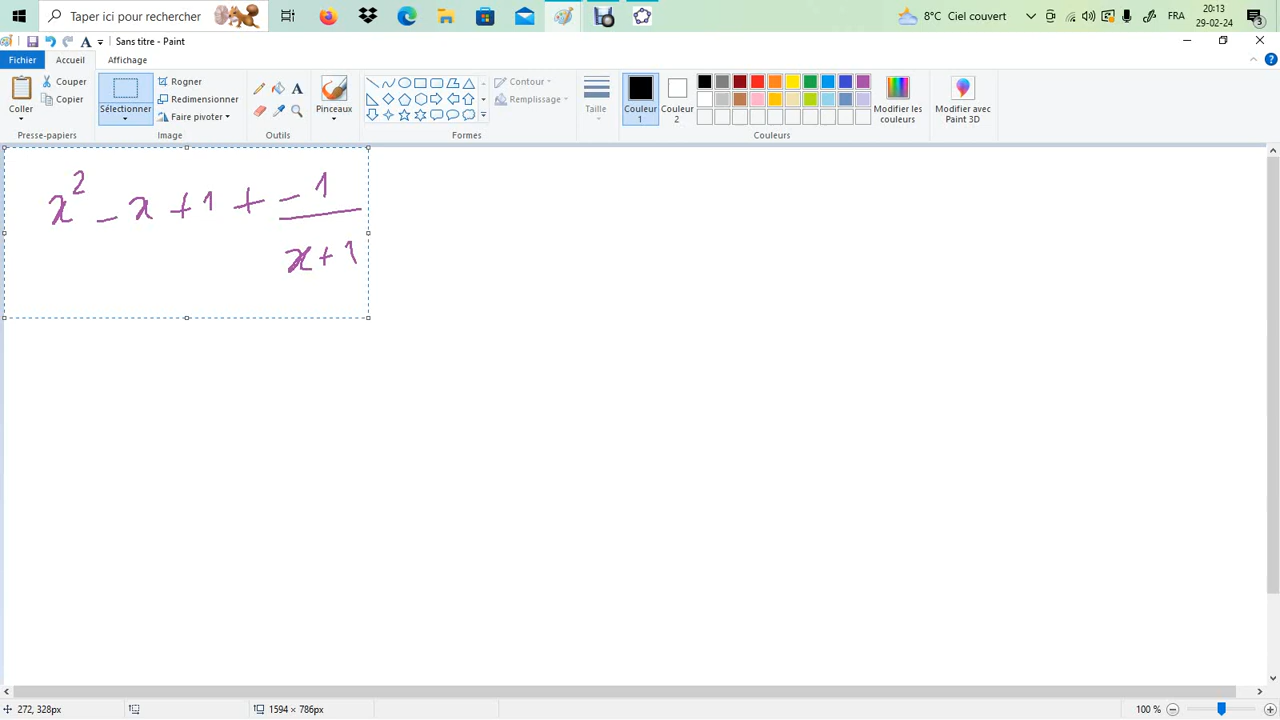 Taper ici pour rechercher 8°C Ciel couvert FRA 20:13
29-02-24 3
Sans titre - Paint
Fichier Accueil Affichage
Coller Couper Copier Sélectionner Rogner Redimensionner Faire pivoter Pinceaux Contour Remplissage Taille Couleur 1 Couleur 2 Modifier les couleurs Modifier avec Paint 3D
Presse-papiers Image Outils Formes Couleurs
x² - x + 1 + -1
x + 1
272, 328px 1594 × 786px 100 %